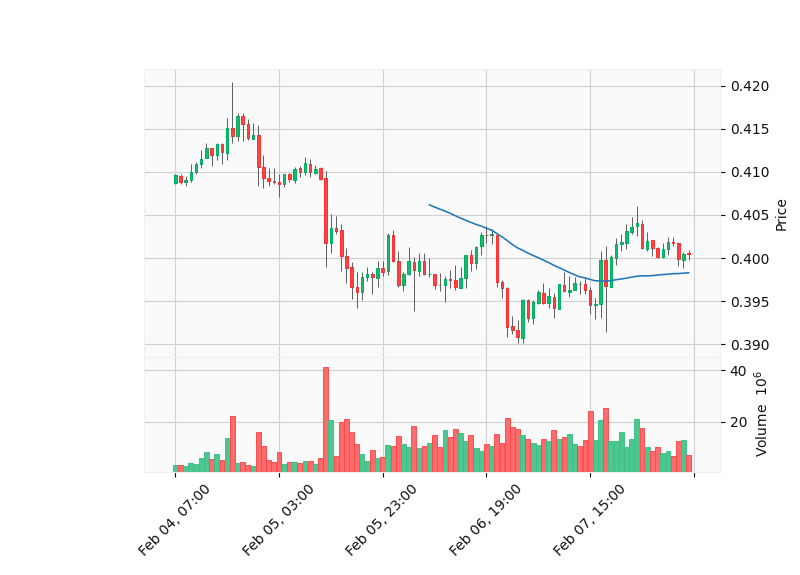 0.420
0.415
0.410
0.405
0.400
0.395
0.390
Price
40
20
Volume 10^6
Feb 04, 07:00
Feb 05, 03:00
Feb 05, 23:00
Feb 06, 19:00
Feb 07, 15:00